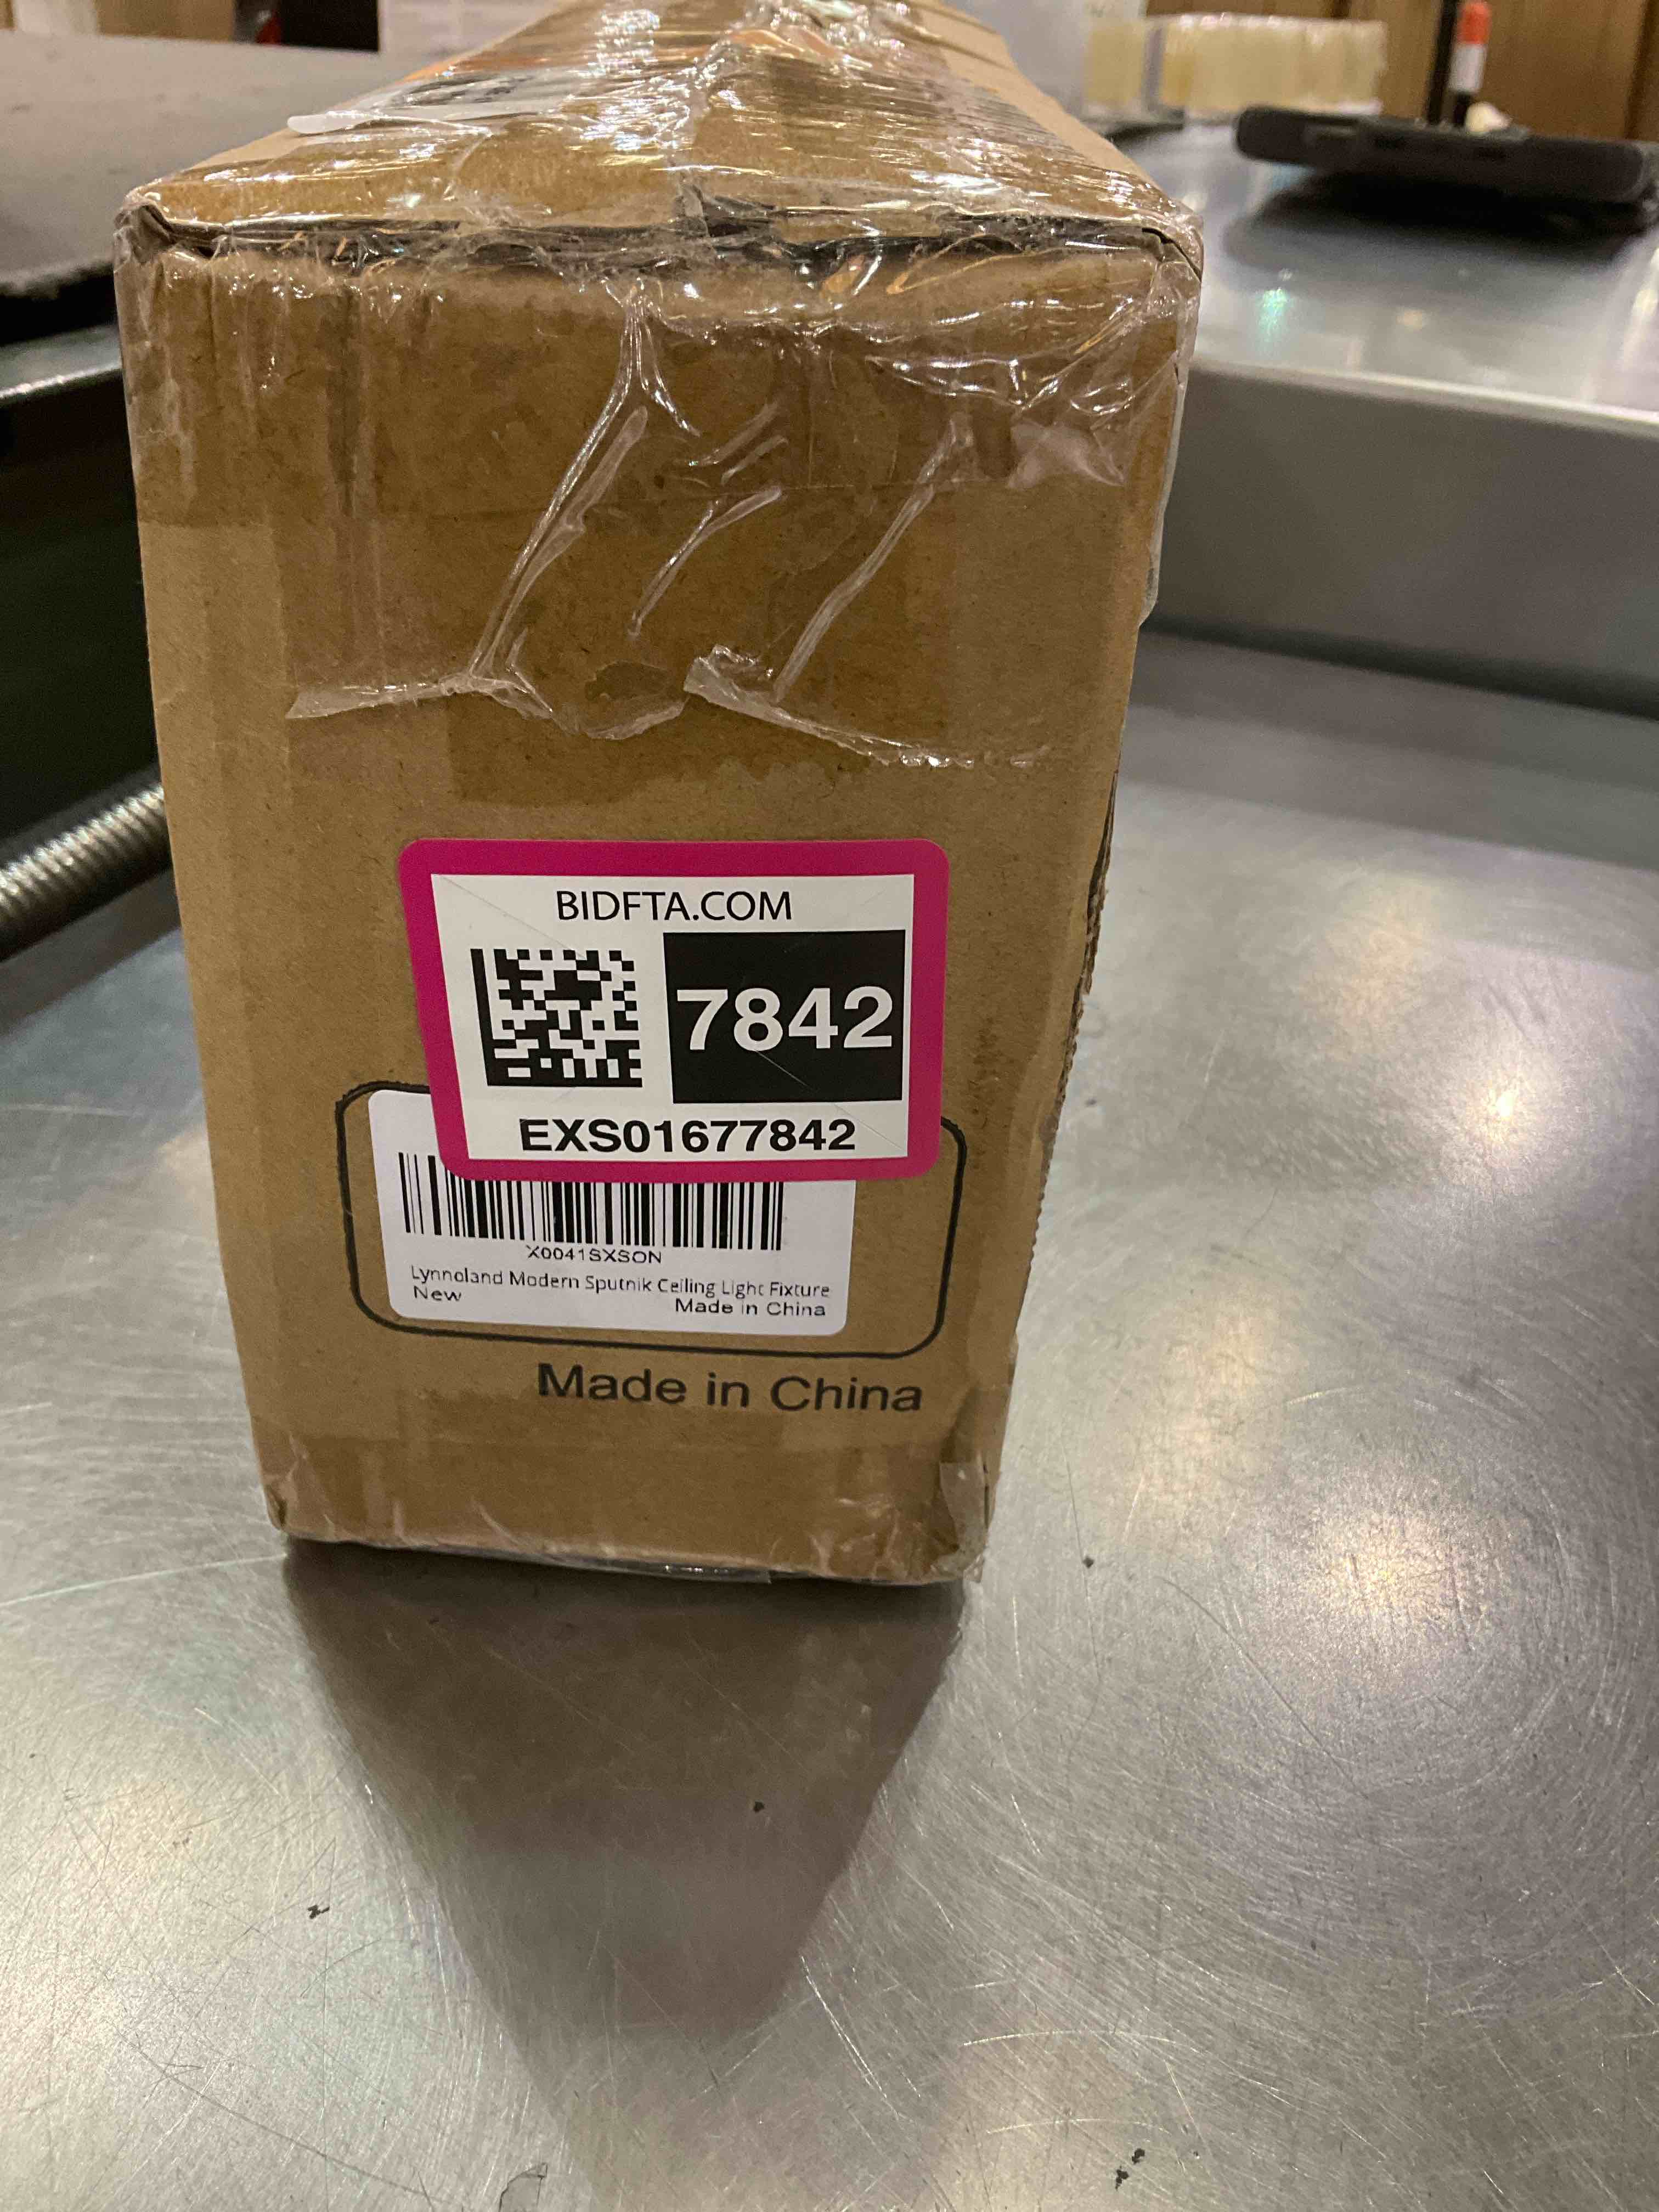 BIDFTA.COM
7842
EXS01677842
X0041SXSON
Lynnoland Modern Sputnik Ceiling Light Fixture
New
Made in China
Made in China